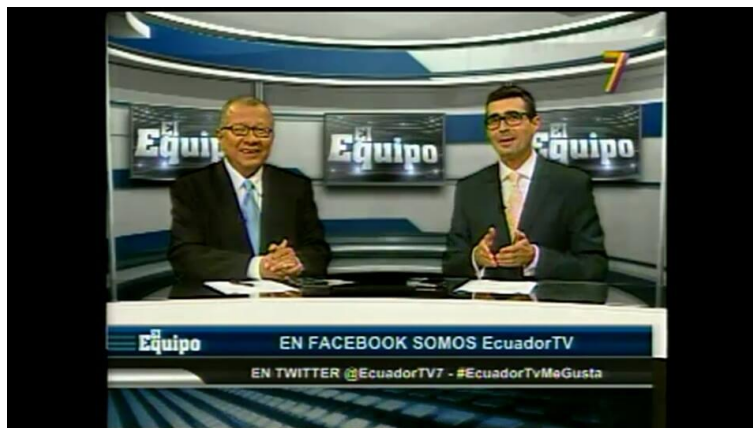 7
El
Equipo
El
Equipo
El
Equipo
El
Equipo
EN FACEBOOK SOMOS EcuadorTV
EN TWITTER @EcuadorTV7 - #EcuadorTvMeGusta